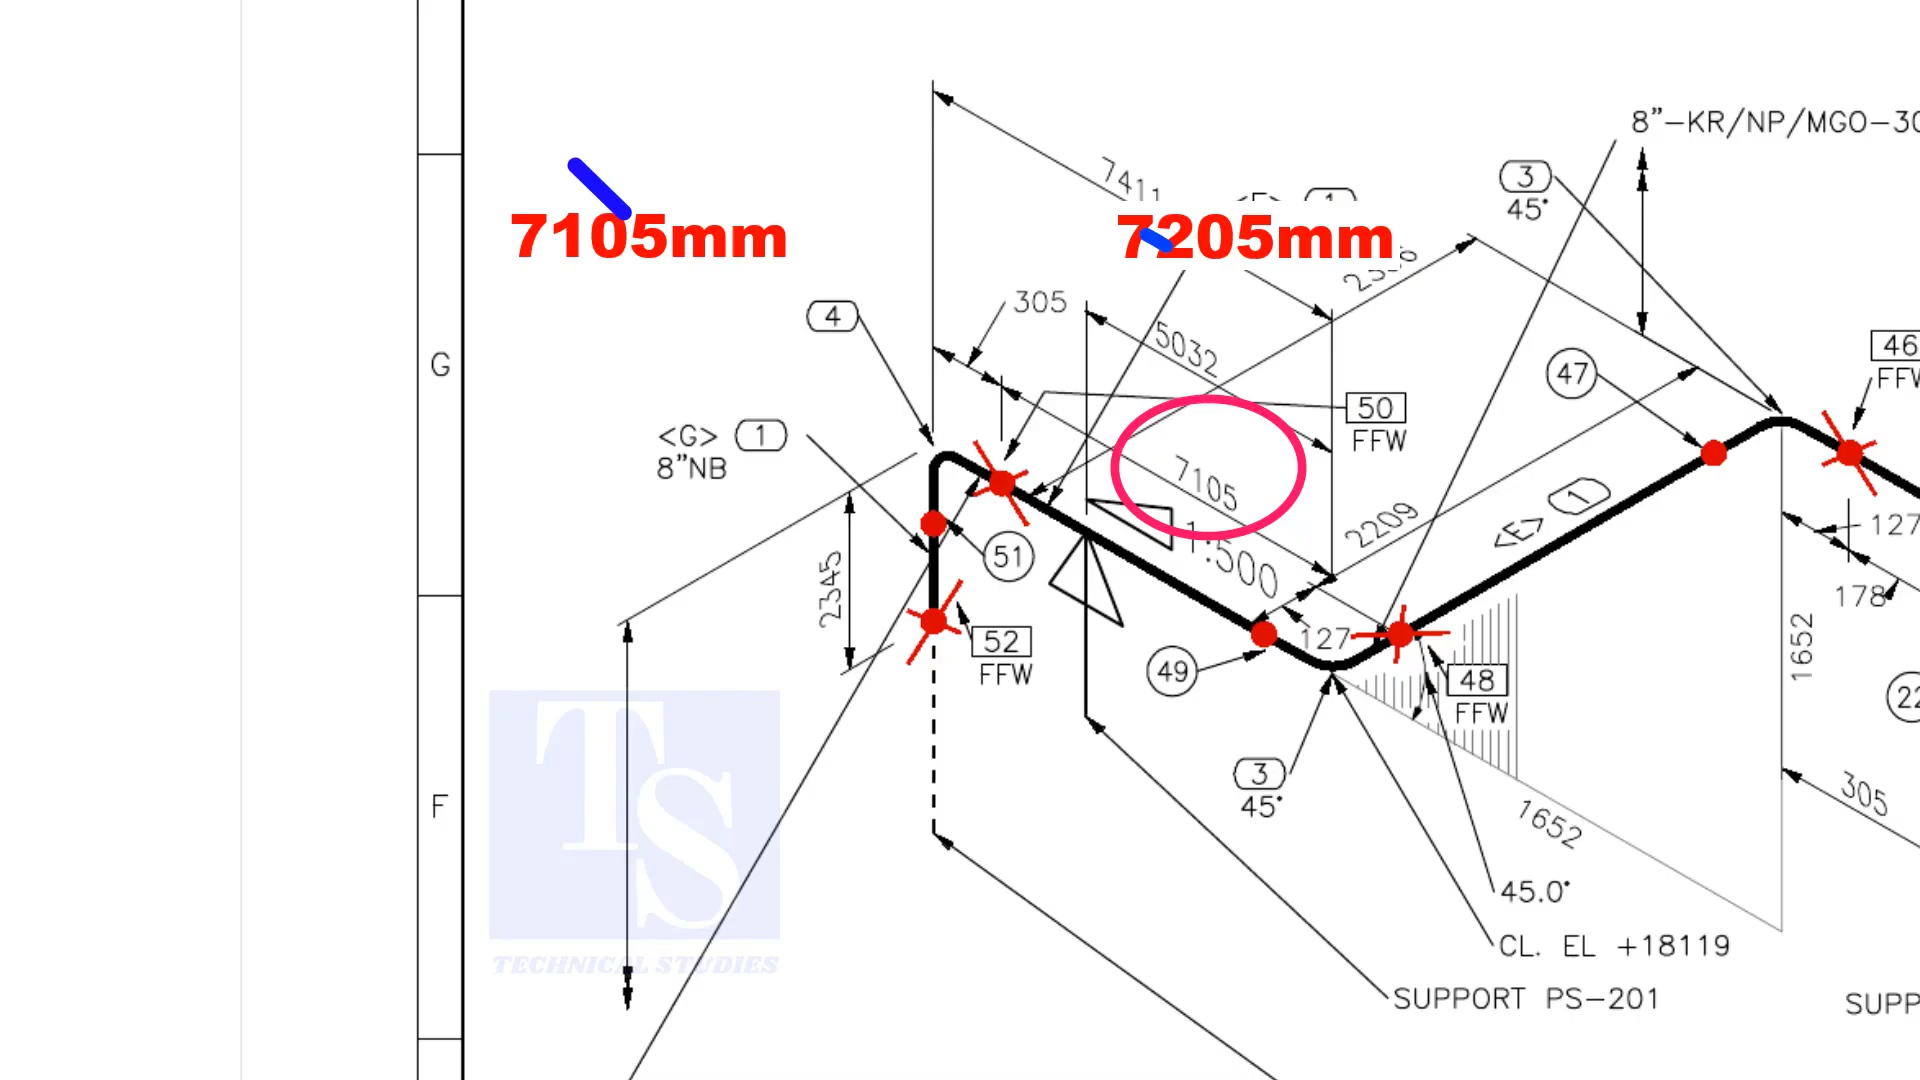 8”-KR/NP/MGO-30
3
45°
7411
7105mm
7205mm
305
4
5032
G
46
FFW
47
50
FFW
<G> 1
8”NB
7105
2209
<E> 1
1:500
127
51
2345
178
52
FFW
127
49
48
FFW
1652
22
3
45°
305
F
1652
TS
45.0°
CL. EL +18119
TECHNICAL STUDIES
SUPPORT PS-201
SUPP